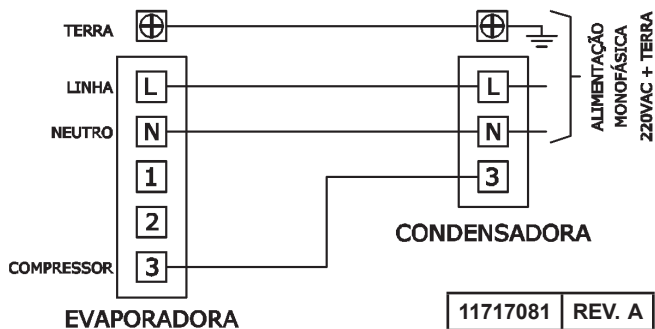 TERRA
LINHA L L
NEUTRO N N
1 3
2
COMPRESSOR 3
EVAPORADORA
CONDENSADORA
ALIMENTAÇÃO
MONOFÁSICA
220VAC + TERRA
11717081 REV. A